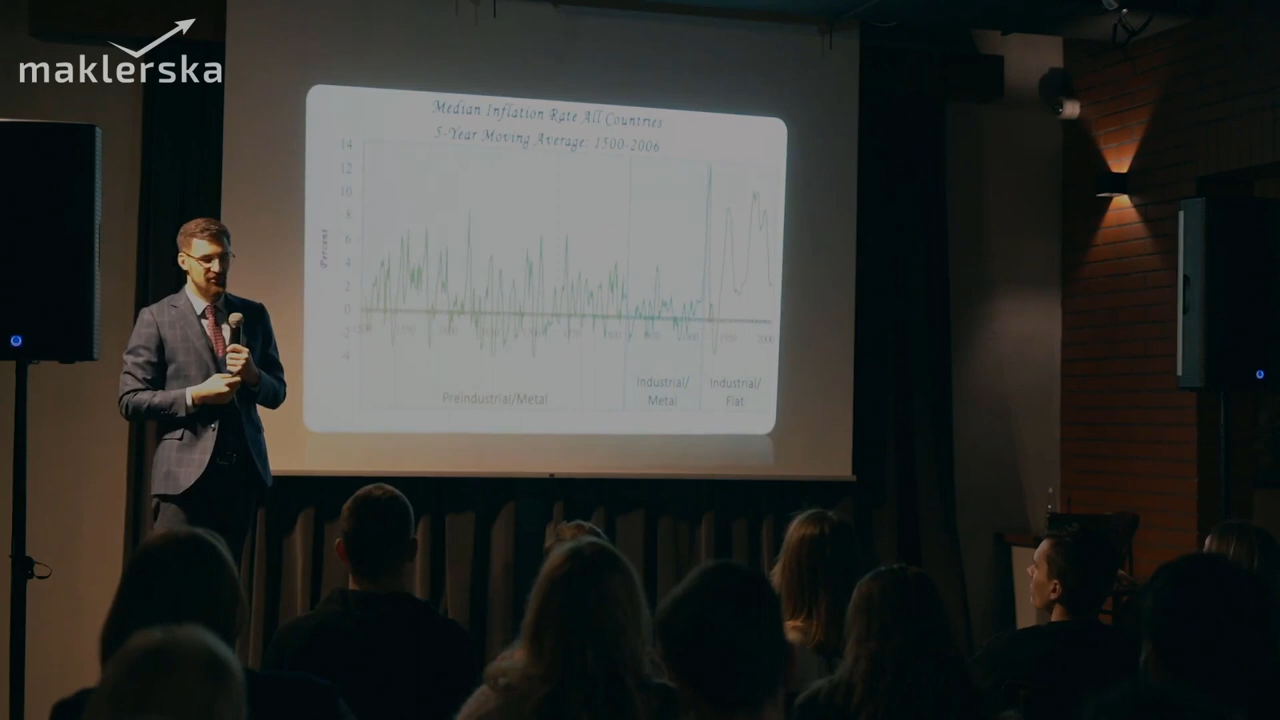 maklerska
Median Inflation Rate All Countries
5-Year Moving Average: 1500-2006
14
12
10
8
6
4
2
0
-2
-4
Percent
2000
Preindustrial/Metal
Industrial/
Metal
Industrial/
Fiat